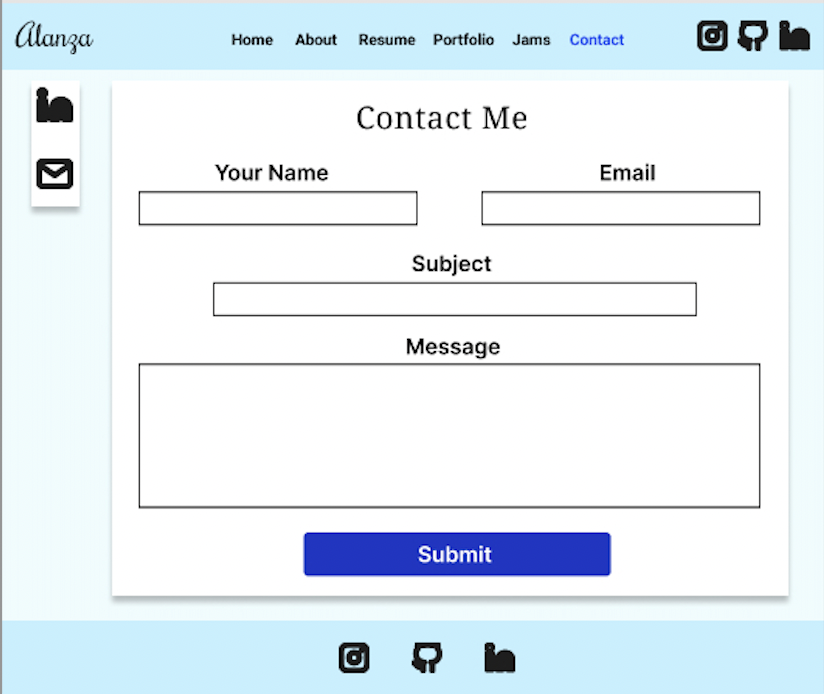 Alanza
Home About Resume Portfolio Jams Contact
Contact Me
Your Name Email
Subject
Message
Submit